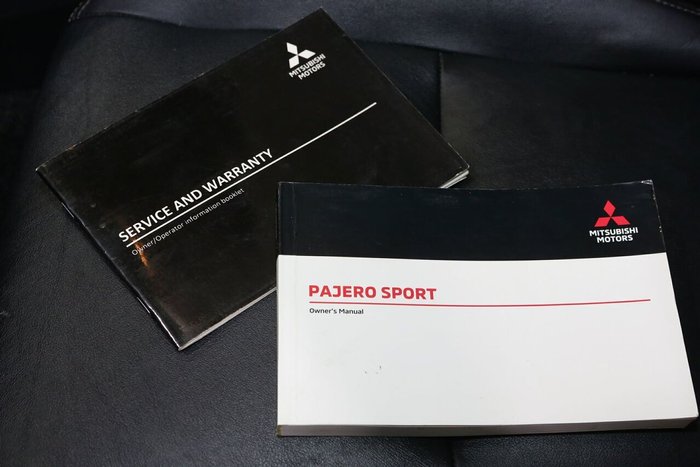 MITSUBISHI
MOTORS
SERVICE AND WARRANTY
Owner/Operator information booklet
MITSUBISHI
MOTORS
PAJERO SPORT
Owner's Manual